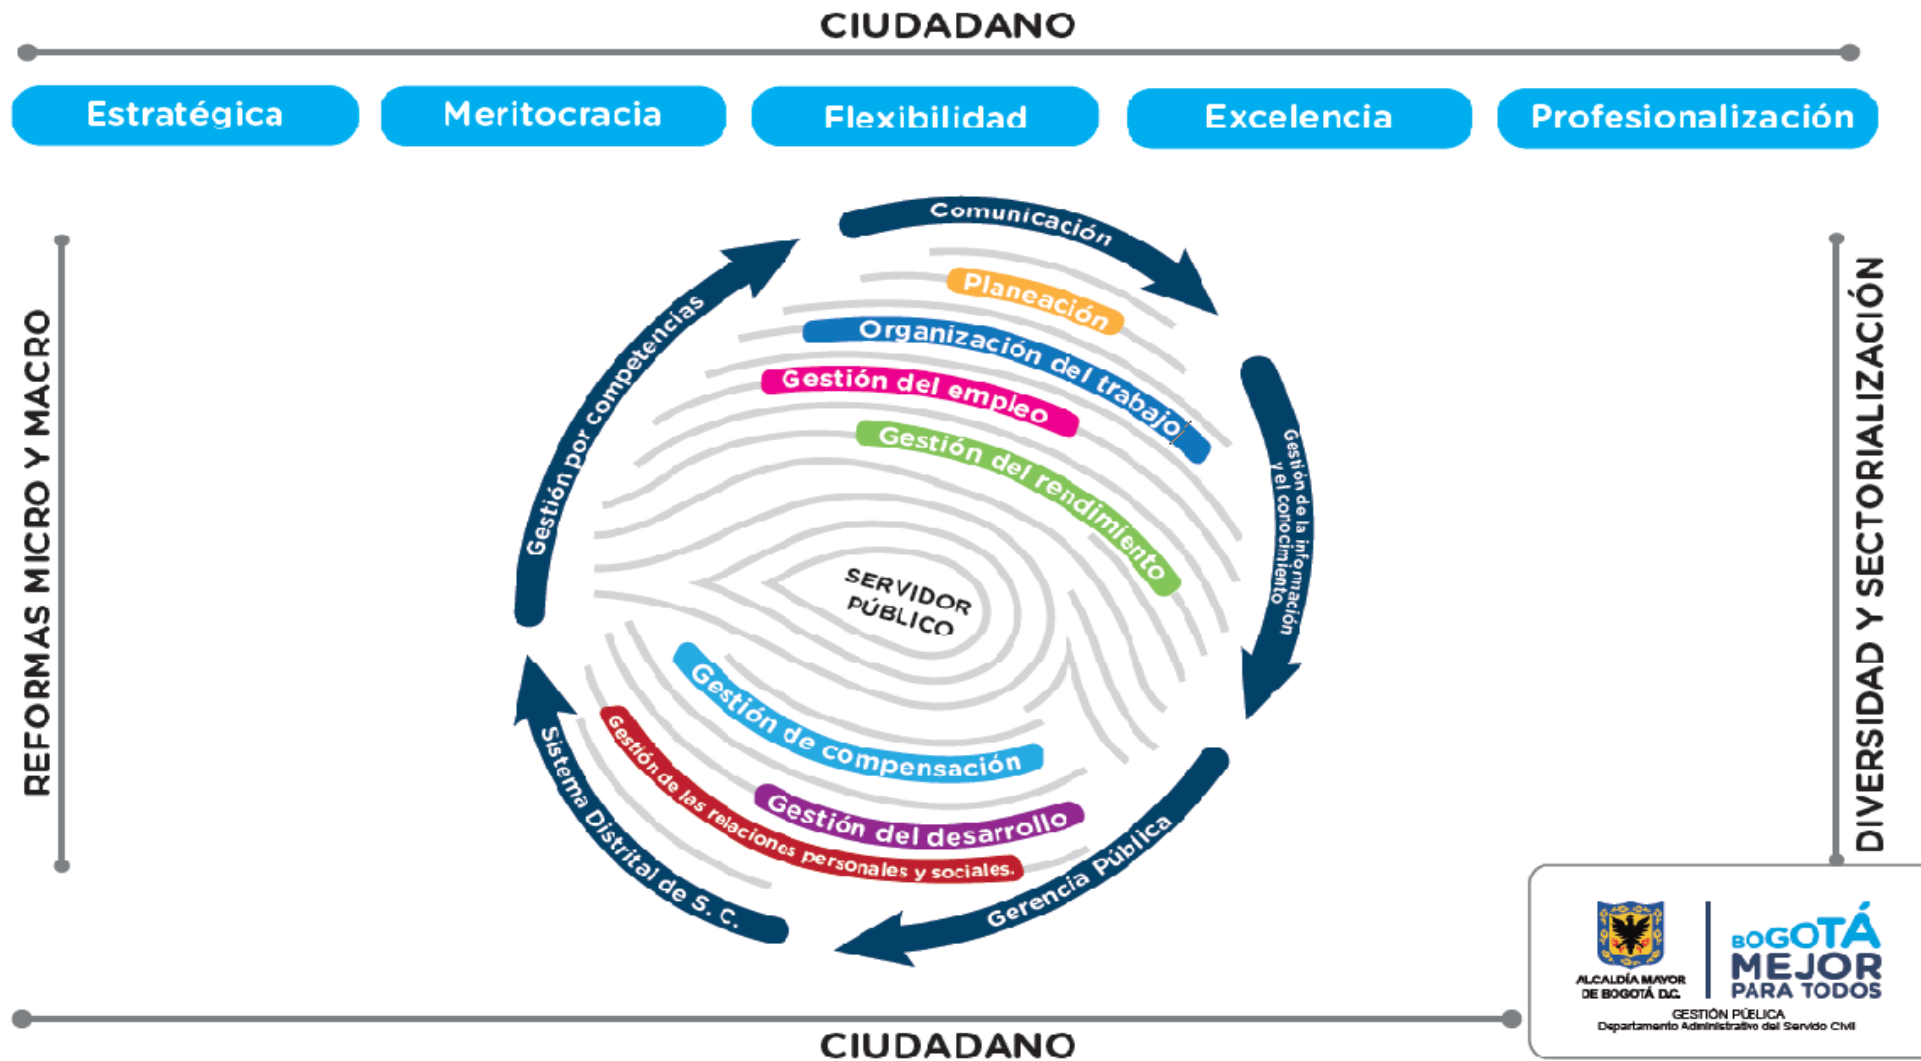 CIUDADANO
Estratégica
Meritocracia
Flexibilidad
Excelencia
Profesionalización
REFORMAS MICRO Y MACRO
DIVERSIDAD Y SECTORIALIZACIÓN
Comunicación
Gestión de la información
y el conocimiento
Gerencia Pública
Sistema Distrital de S. C.
Gestión por competencias
Planeación
Organización del trabajo
Gestión del empleo
Gestión del rendimiento
SERVIDOR
PÚBLICO
Gestión de compensación
Gestión del desarrollo
Gestión de las relaciones personales y sociales.
ALCALDÍA MAYOR
DE BOGOTÁ D.C.
BOGOTÁ
MEJOR
PARA TODOS
GESTIÓN PÚBLICA
Departamento Administrativo del Servicio Civil
CIUDADANO